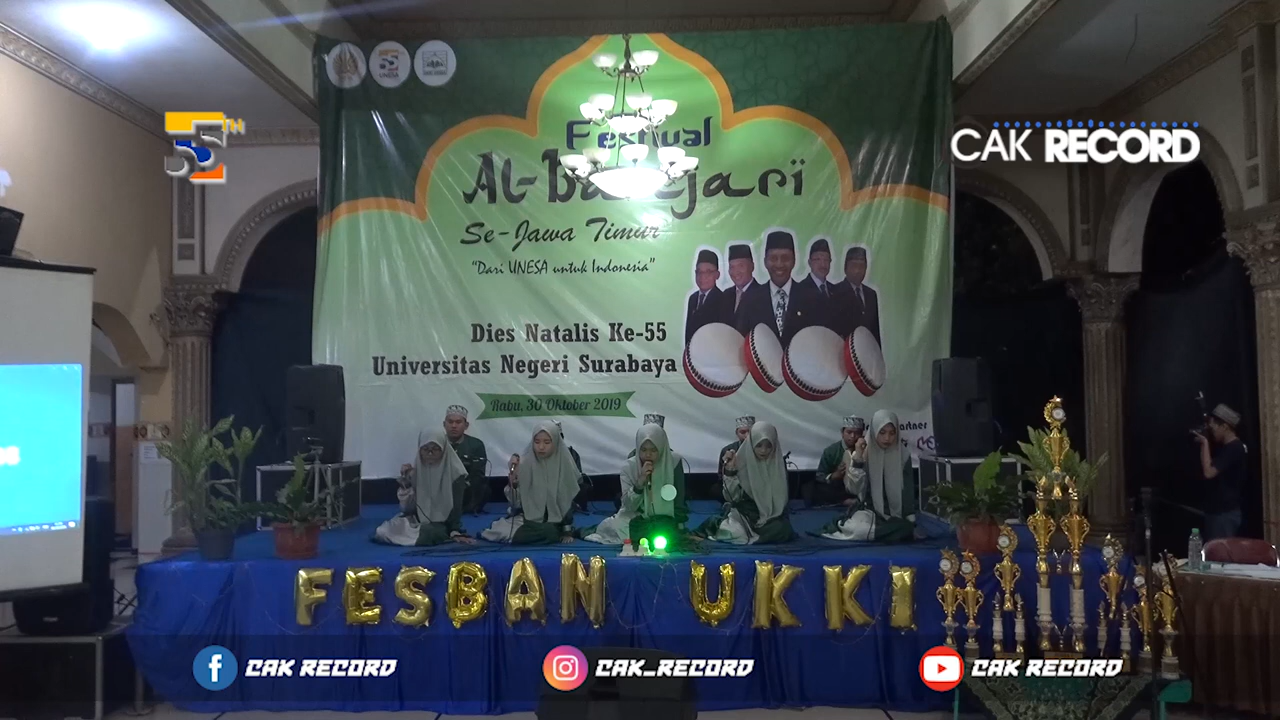 55TH
CAK RECORD
UNESA
Festival
Al-banjari
Se-Jawa Timur
"Dari UNESA untuk Indonesia"
Dies Natalis Ke-55
Universitas Negeri Surabaya
Rabu, 30 Oktober 2019
FESBAN UKKI
CAK RECORD
CAK_RECORD
CAK RECORD